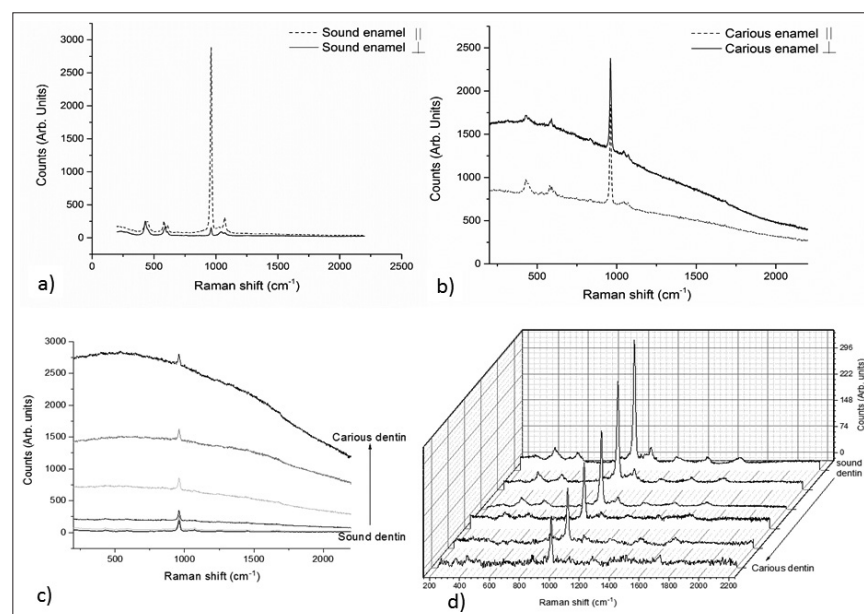 Sound enamel ||
Sound enamel ⊥
3000
2500
2000
1500
1000
500
0
Counts (Arb. Units)
0 500 1000 1500 2000 2500
Raman shift (cm-1)
a)
Carious enamel ||
Carious enamel ⊥
2500
2000
1500
1000
500
0
Counts (Arb. Units)
500 1000 1500 2000
Raman shift (cm-1)
b)
3000
2500
2000
1500
1000
500
0
Counts (Arb. units)
Carious dentin
Sound dentin
500 1000 1500 2000
Raman shift (cm-1)
c)
296
222
148
74
0
Counts (Arb. Units)
sound
dentin
Carious dentin
200 400 600 800 1000 1200 1400 1600 1800 2000 2200
Raman shift (cm-1)
d)